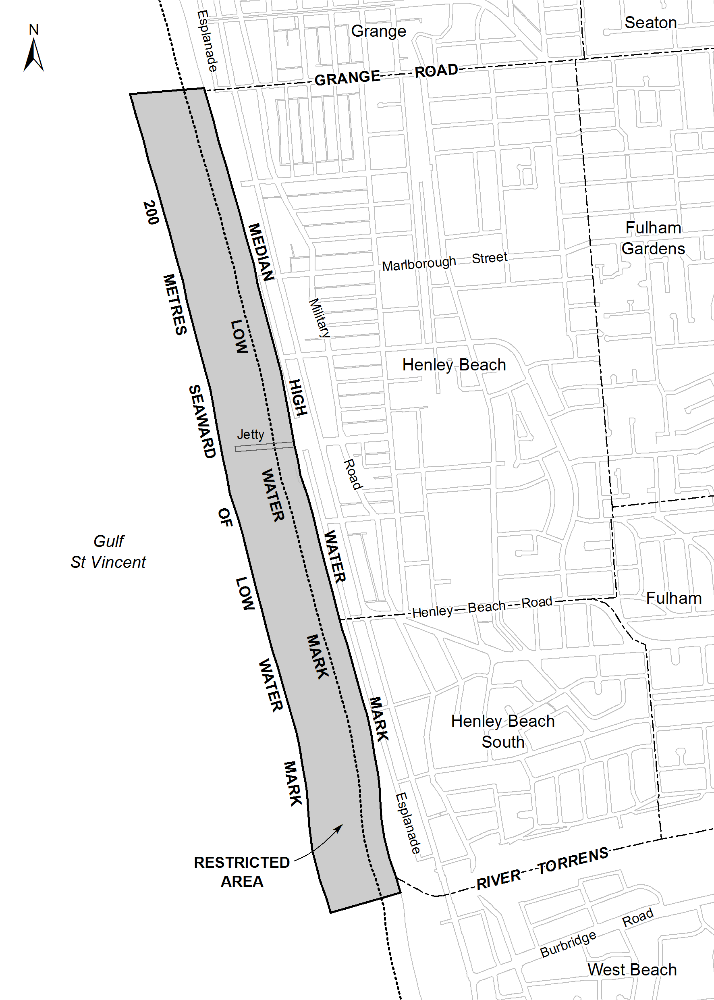 N
Esplanade
Grange
Seaton
GRANGE ROAD
200 METRES SEAWARD OF LOW WATER MARK
MEDIAN HIGH WATER MARK
LOW WATER MARK
Fulham
Gardens
Marlborough Street
Military Road
Henley Beach
Jetty
Gulf
St Vincent
Henley Beach Road
Fulham
Henley Beach
South
Esplanade
RESTRICTED
AREA
RIVER TORRENS
Burbridge Road
West Beach